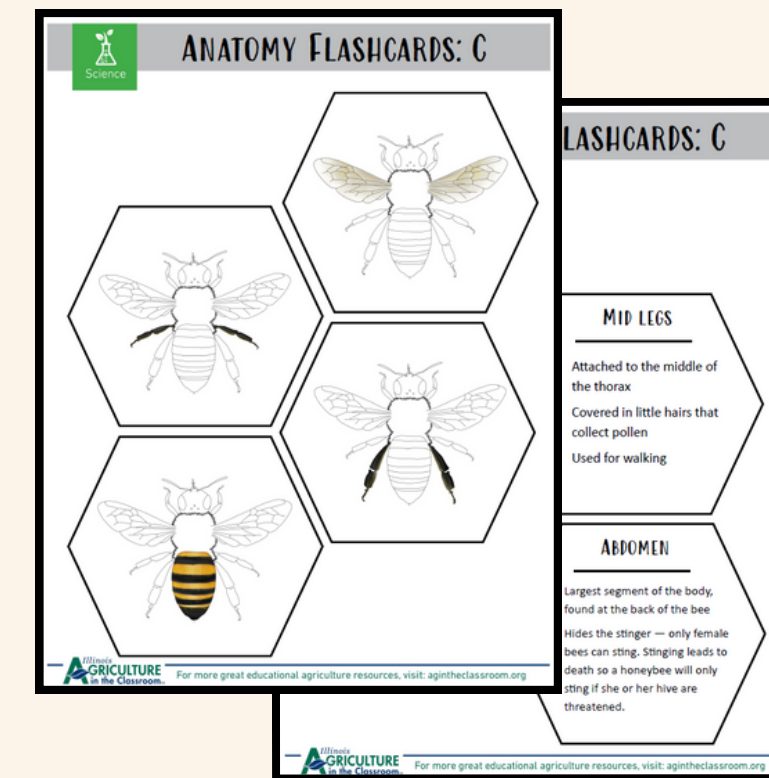 Science
ANATOMY FLASHCARDS: C
Illinois
AGRICULTURE
in the Classroom
For more great educational agriculture resources, visit: agintheclassroom.org
LASHCARDS: C
MID LEGS
Attached to the middle of
the thorax
Covered in little hairs that
collect pollen
Used for walking
ABDOMEN
Largest segment of the body,
found at the back of the bee
Hides the stinger — only female
bees can sting. Stinging leads to
death so a honeybee will only
sting if she or her hive are
threatened.
Illinois
AGRICULTURE
in the Classroom
For more great educational agriculture resources, visit: agintheclassroom.org